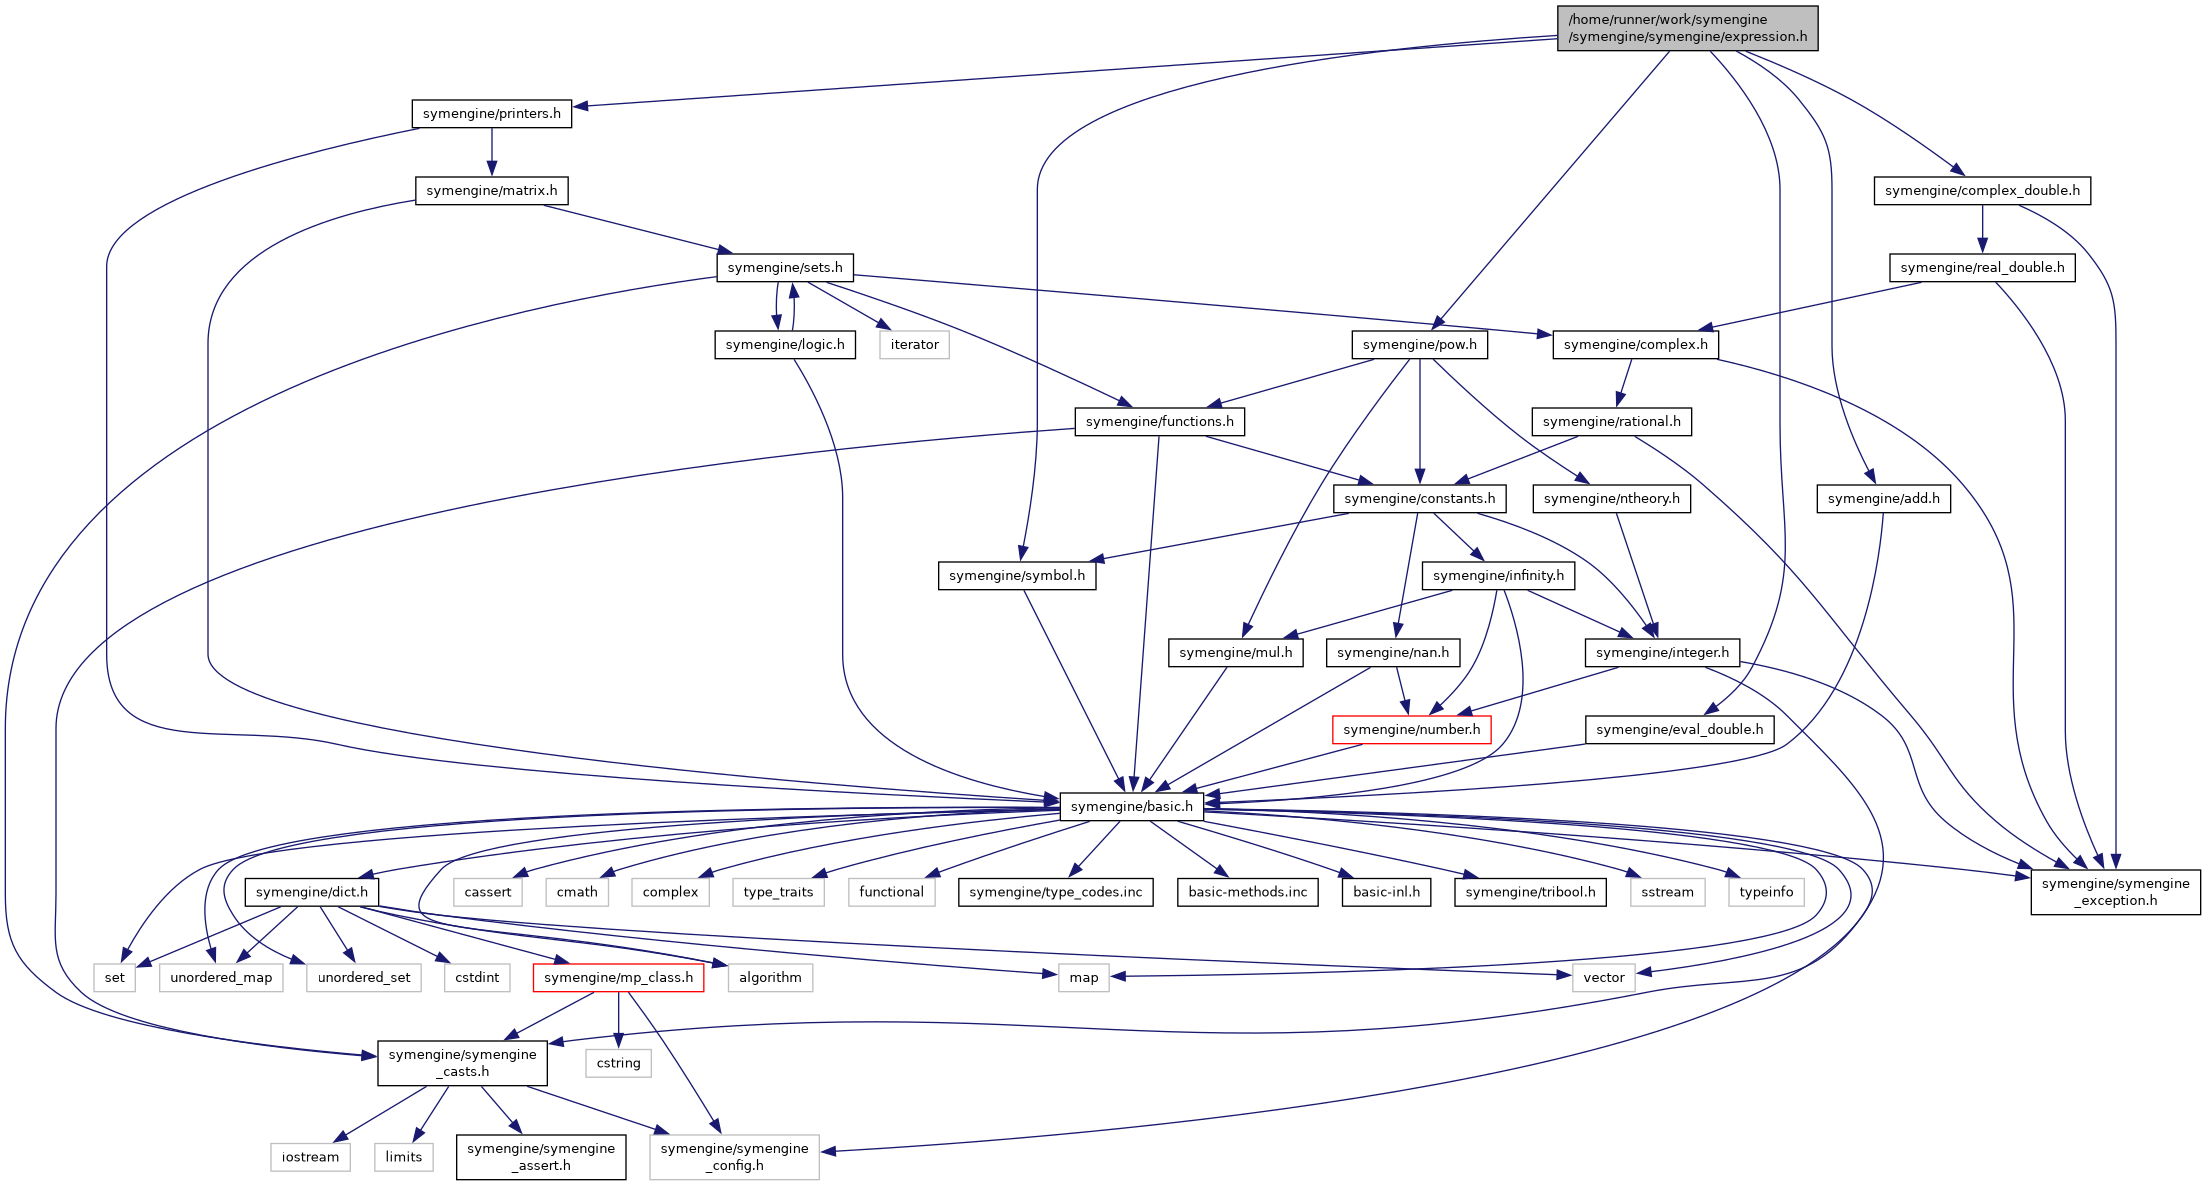 /home/runner/work/symengine
/symengine/symengine/expression.h
symengine/printers.h
symengine/matrix.h
symengine/complex_double.h
symengine/sets.h
symengine/real_double.h
symengine/logic.h
iterator
symengine/pow.h
symengine/complex.h
symengine/functions.h
symengine/rational.h
symengine/constants.h
symengine/ntheory.h
symengine/add.h
symengine/symbol.h
symengine/infinity.h
symengine/mul.h
symengine/nan.h
symengine/integer.h
symengine/number.h
symengine/eval_double.h
symengine/basic.h
symengine/dict.h
cassert
cmath
complex
type_traits
functional
symengine/type_codes.inc
basic-methods.inc
basic-inl.h
symengine/tribool.h
sstream
typeinfo
symengine/symengine
_exception.h
set
unordered_map
unordered_set
cstdint
symengine/mp_class.h
algorithm
map
vector
symengine/symengine
_casts.h
cstring
iostream
limits
symengine/symengine
_assert.h
symengine/symengine
_config.h